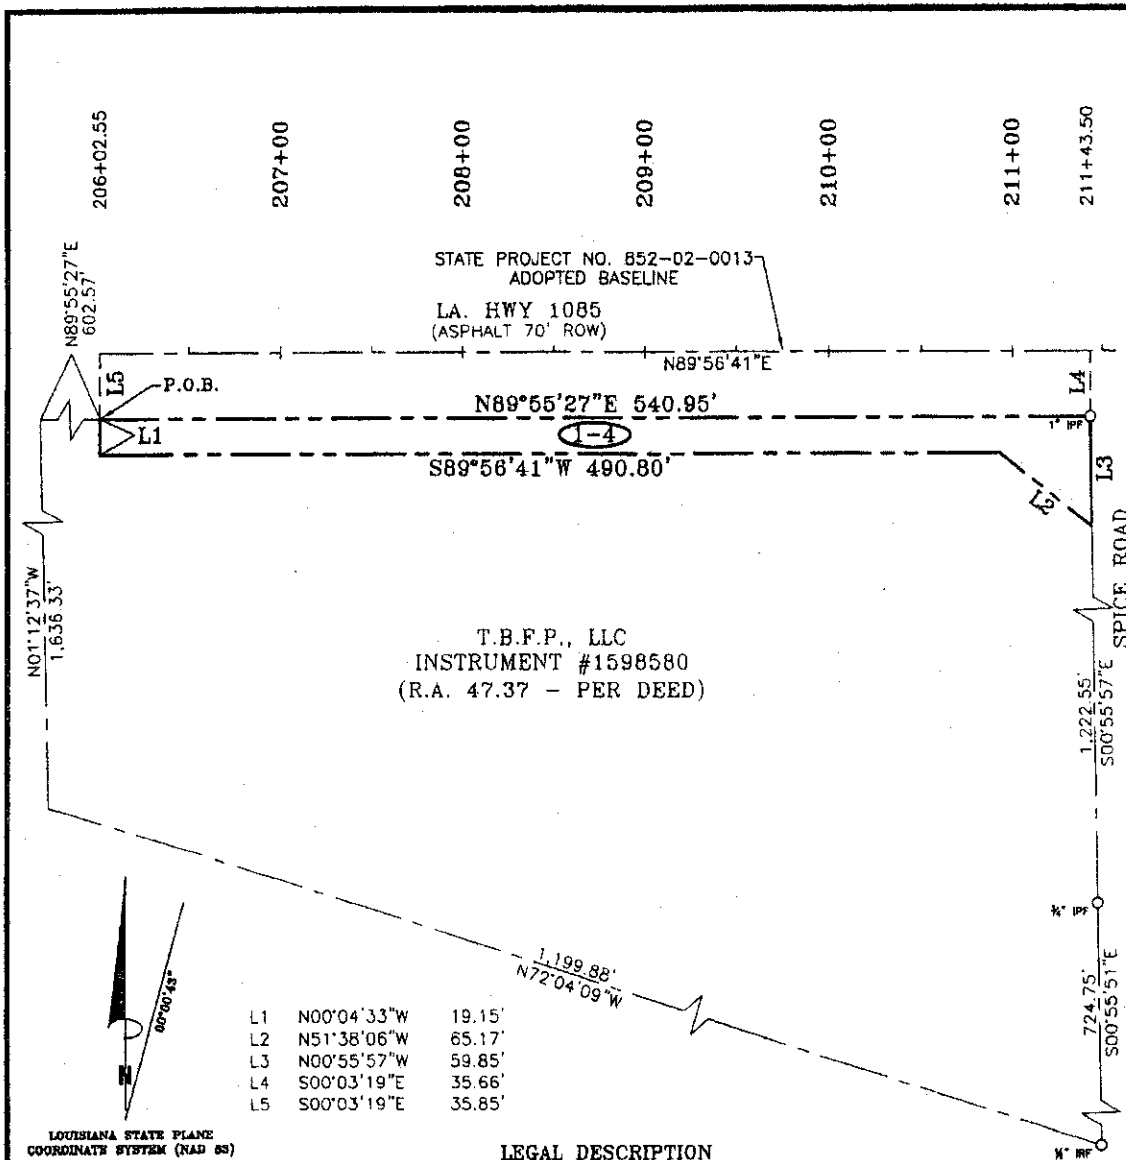 206+02.55
207+00
208+00
209+00
210+00
211+00
211+43.50
N89°55'27"E
602.57'
STATE PROJECT NO. 852-02-0013
ADOPTED BASELINE
LA. HWY 1085
(ASPHALT 70' ROW)
N89°56'41"E
L5
P.O.B.
L4
N89°55'27"E 540.95'
1" IPF
L1
1-4
S89°56'41"W 490.80'
L3
L2
SPICE ROAD
N01°12'37"W
1,636.33'
T.B.F.P., LLC
INSTRUMENT #1598580
(R.A. 47.37 - PER DEED)
1,222.55'
S00°55'57"E
¾" IPF
1,199.88'
N72°04'09"W
724.75'
S00°55'51"E
00°00'43"
N
L1 N00°04'33"W 19.15'
L2 N51°38'06"W 65.17'
L3 N00°55'57"W 59.85'
L4 S00°03'19"E 35.66'
L5 S00°03'19"E 35.85'
LOUISIANA STATE PLANE
COORDINATE SYSTEM (NAD 83)
LEGAL DESCRIPTION
IRF